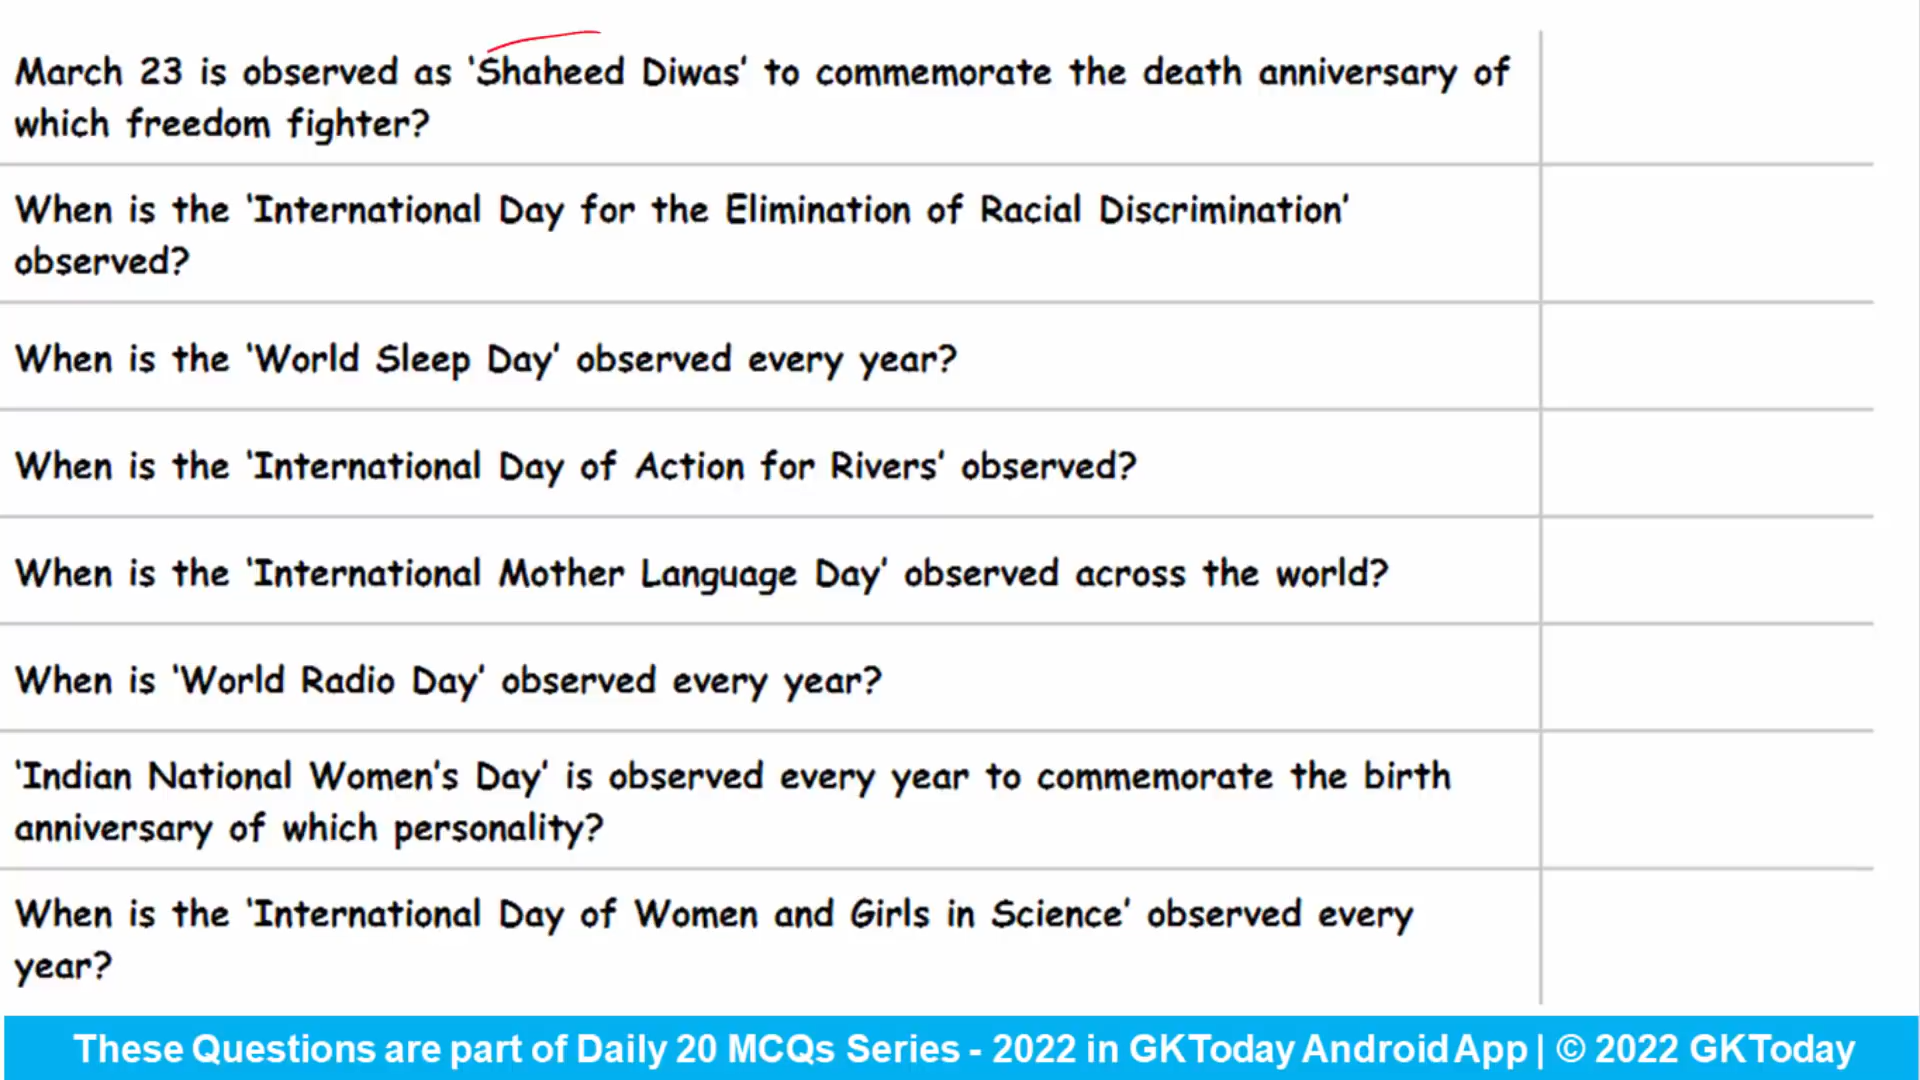 March 23 is observed as ‘Shaheed Diwas’ to commemorate the death anniversary of
which freedom fighter?
When is the ‘International Day for the Elimination of Racial Discrimination’
observed?
When is the ‘World Sleep Day’ observed every year?
When is the ‘International Day of Action for Rivers’ observed?
When is the ‘International Mother Language Day’ observed across the world?
When is ‘World Radio Day’ observed every year?
‘Indian National Women’s Day’ is observed every year to commemorate the birth
anniversary of which personality?
When is the ‘International Day of Women and Girls in Science’ observed every
year?
These Questions are part of Daily 20 MCQs Series - 2022 in GKToday Android App | © 2022 GKToday